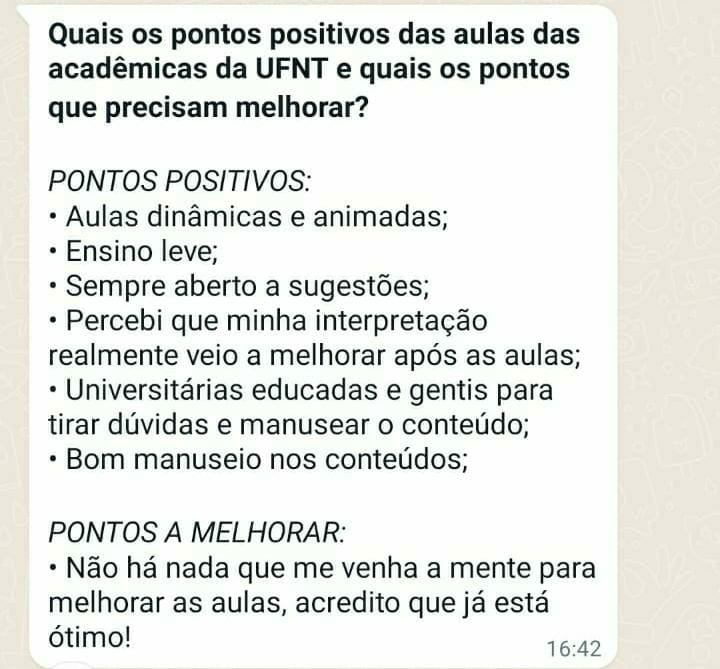 Quais os pontos positivos das aulas das
acadêmicas da UFNT e quais os pontos
que precisam melhorar?
PONTOS POSITIVOS:
• Aulas dinâmicas e animadas;
• Ensino leve;
• Sempre aberto a sugestões;
• Percebi que minha interpretação
realmente veio a melhorar após as aulas;
• Universitárias educadas e gentis para
tirar dúvidas e manusear o conteúdo;
• Bom manuseio nos conteúdos;
PONTOS A MELHORAR:
• Não há nada que me venha a mente para
melhorar as aulas, acredito que já está
ótimo!
16:42